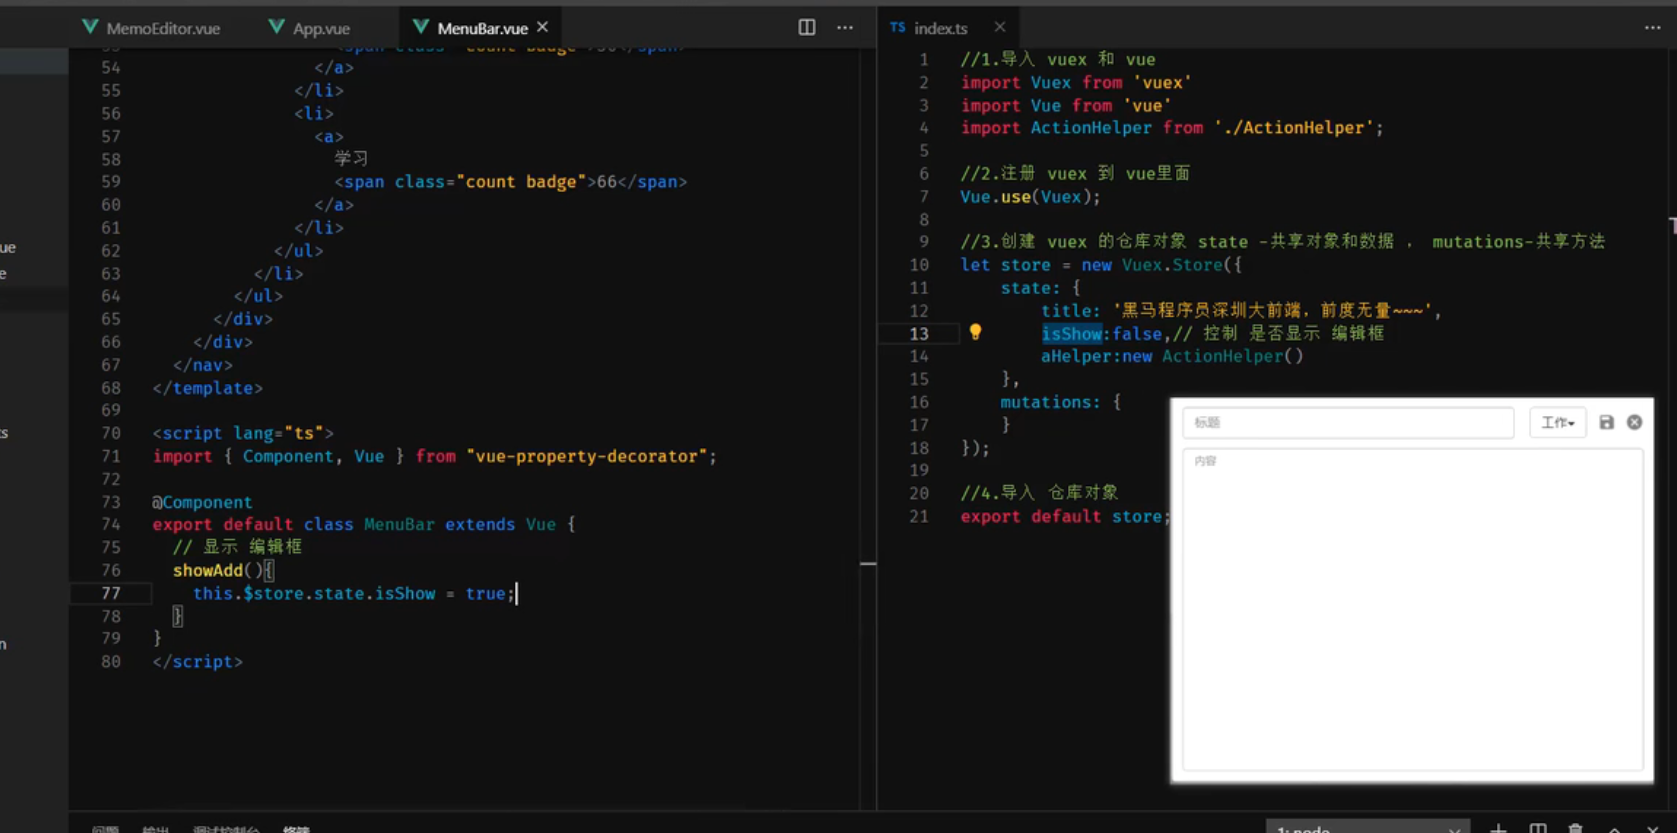 MemoEditor.vue
App.vue
MenuBar.vue
54 </a>
55 </li>
56 <li>
57 <a>
58 学习
59 <span class="count badge">66</span>
60 </a>
61 </li>
62 </ul>
63 </li>
64 </ul>
65 </div>
66 </div>
67 </nav>
68 </template>
69
70 <script lang="ts">
71 import { Component, Vue } from "vue-property-decorator";
72
73 @Component
74 export default class MenuBar extends Vue {
75 // 显示 编辑框
76 showAdd(){
77 this.$store.state.isShow = true;
78 }
79 }
80 </script>
TS index.ts
1 //1.导入 vuex 和 vue
2 import Vuex from 'vuex'
3 import Vue from 'vue'
4 import ActionHelper from './ActionHelper';
5
6 //2.注册 vuex 到 vue里面
7 Vue.use(Vuex);
8
9 //3.创建 vuex 的仓库对象 state -共享对象和数据 , mutations-共享方法
10 let store = new Vuex.Store({
11 state: {
12 title: '黑马程序员深圳大前端，前度无量~~~',
13 isShow:false,// 控制 是否显示 编辑框
14 aHelper:new ActionHelper()
15 },
16 mutations: {
17 }
18 });
19
20 //4.导入 仓库对象
21 export default store;
标题
工作
内容
ue
e
ts
n
问题 输出 调试控制台 终端
1: node